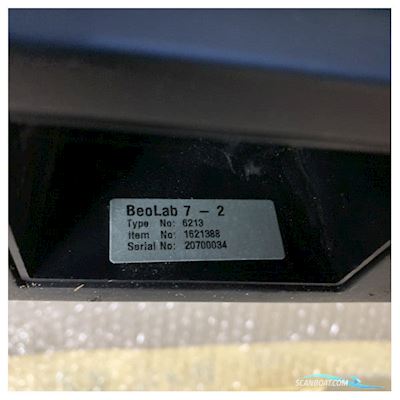 BeoLab 7 – 2
Type No: 6213
Item No: 1621388
Serial No: 20700034
SCANBOAT.COM